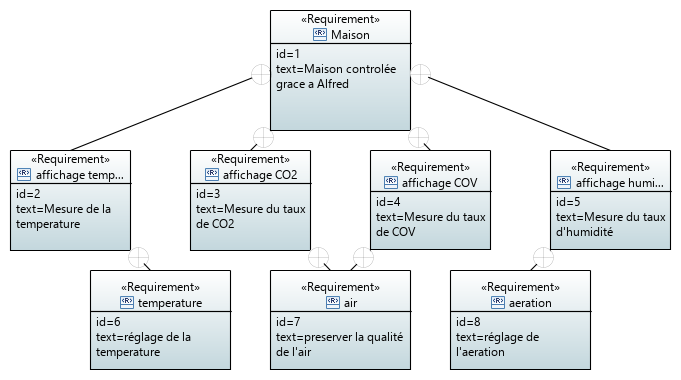 «Requirement»
Maison
id=1
text=Maison controlée
grace a Alfred
«Requirement»
affichage temp...
id=2
text=Mesure de la
temperature
«Requirement»
affichage CO2
id=3
text=Mesure du taux
de CO2
«Requirement»
affichage COV
id=4
text=Mesure du taux
de COV
«Requirement»
affichage humi...
id=5
text=Mesure du taux
d'humidité
«Requirement»
temperature
id=6
text=réglage de la
temperature
«Requirement»
air
id=7
text=preserver la qualité
de l'air
«Requirement»
aeration
id=8
text=réglage de
l'aeration